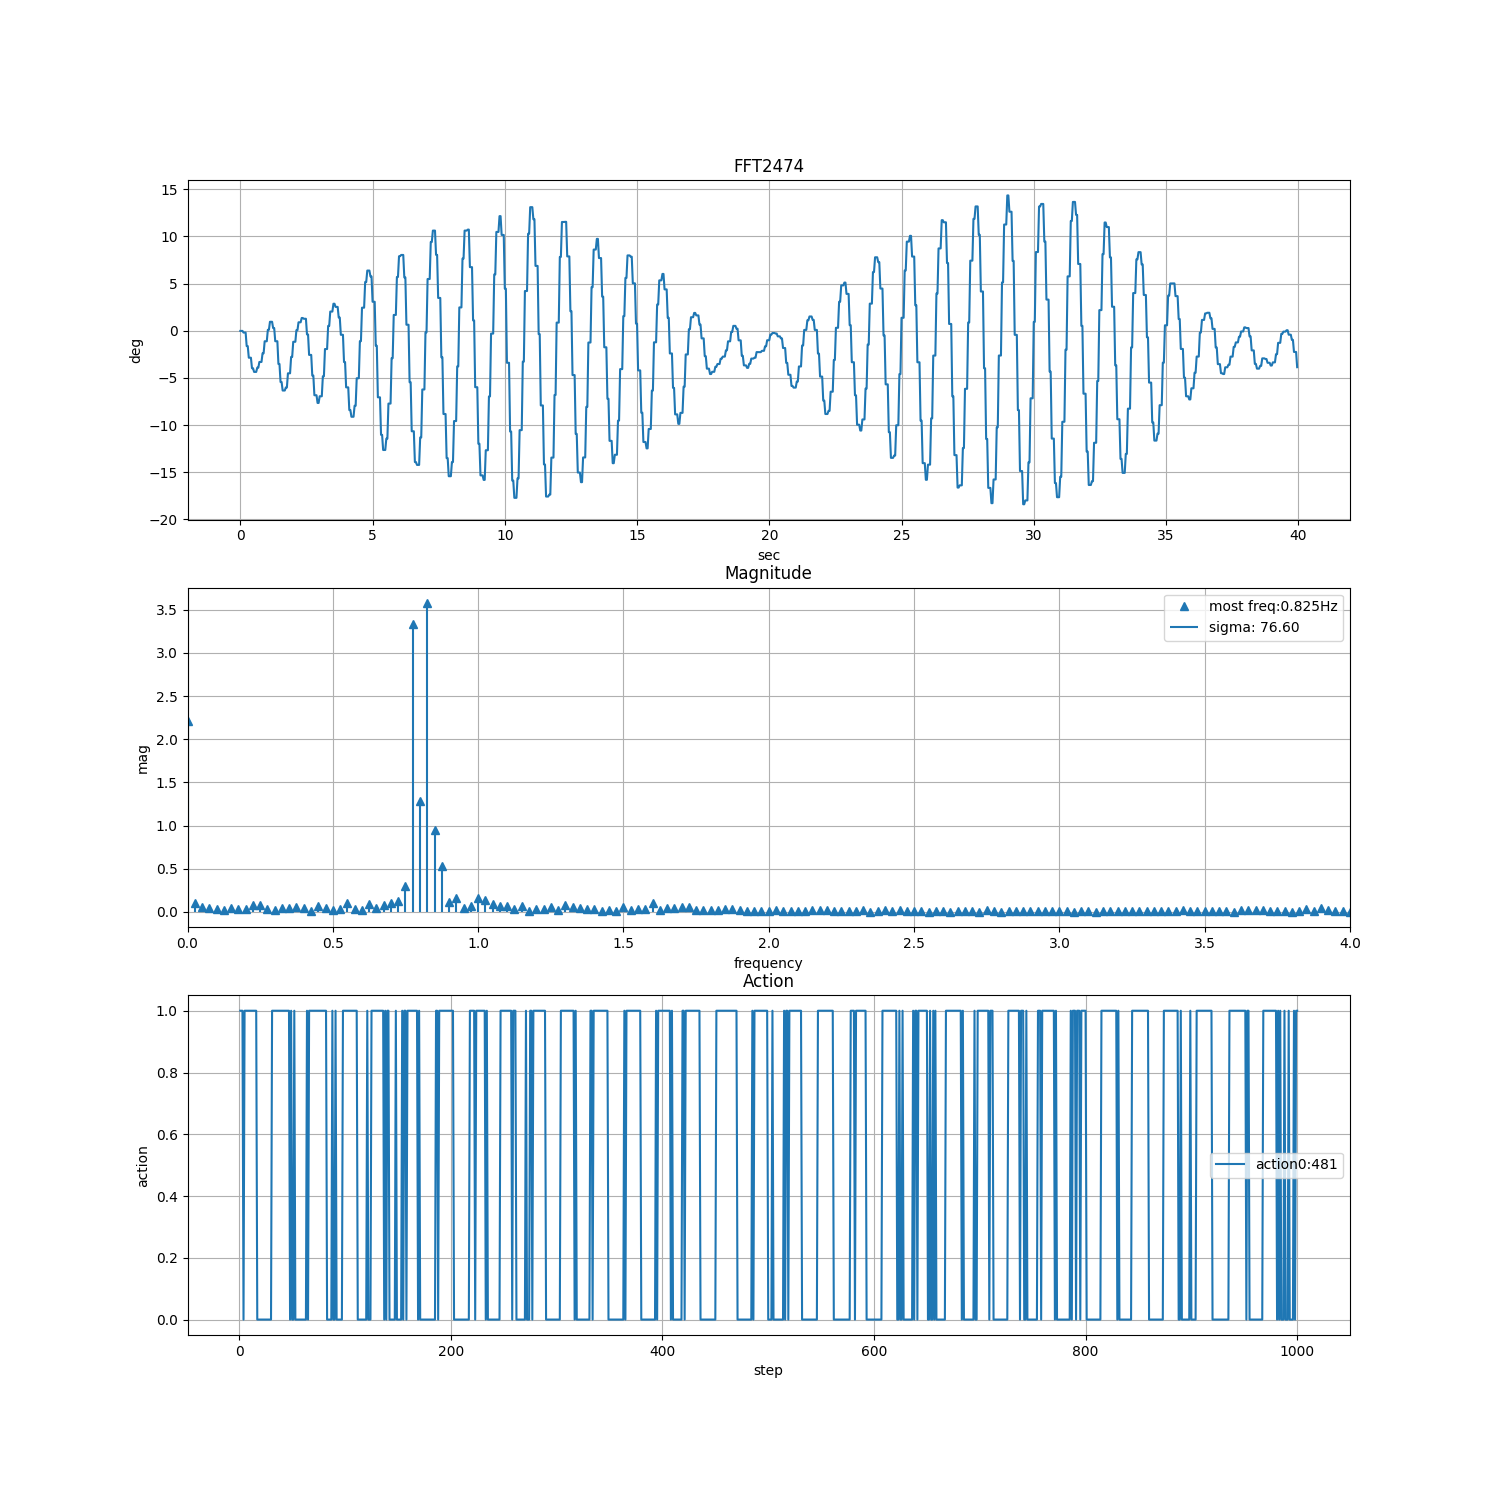 FFT2474
15
10
5
0
−5
−10
−15
−20
deg
0 5 10 15 20 25 30 35 40
sec
Magnitude
3.5
3.0
2.5
2.0
1.5
1.0
0.5
0.0
mag
most freq:0.825Hz
sigma: 76.60
0.0 0.5 1.0 1.5 2.0 2.5 3.0 3.5 4.0
frequency
Action
1.0
0.8
0.6
0.4
0.2
0.0
action
action0:481
0 200 400 600 800 1000
step